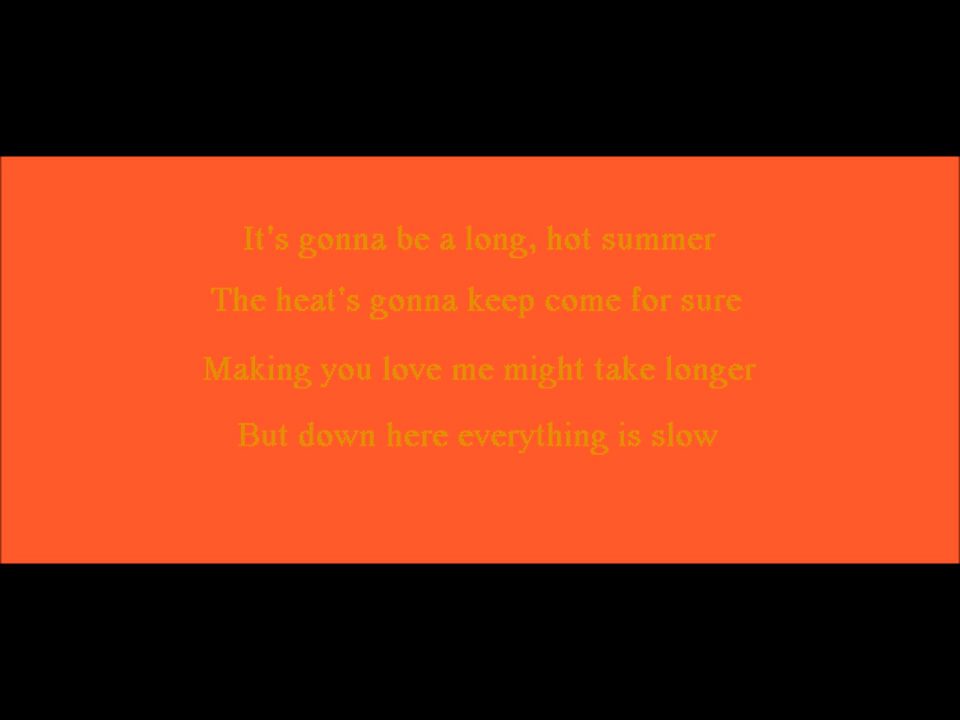 It's gonna be a long, hot summer
The heat's gonna keep come for sure
Making you love me might take longer
But down here everything is slow